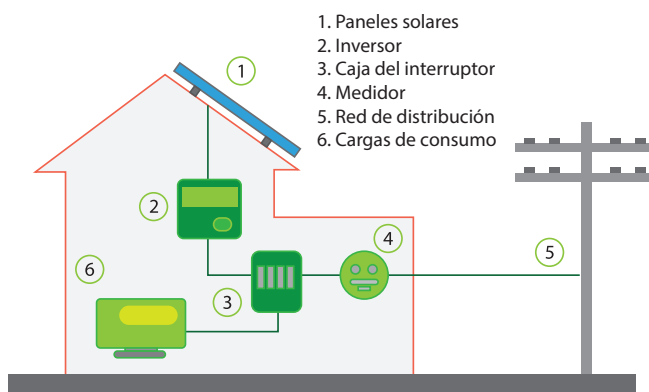 1. Paneles solares
2. Inversor
3. Caja del interruptor
4. Medidor
5. Red de distribución
6. Cargas de consumo
1
2
4
5
6
3